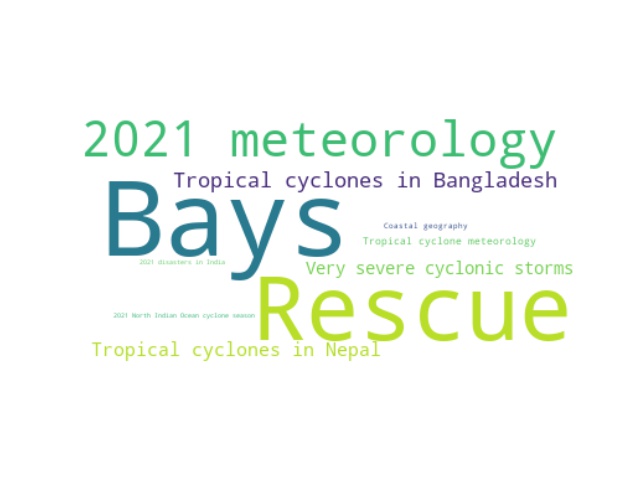 2021 meteorology
Tropical cyclones in Bangladesh
Bays
Coastal geography
Tropical cyclone meteorology
2021 disasters in India
Very severe cyclonic storms
Rescue
2021 North Indian Ocean cyclone season
Tropical cyclones in Nepal